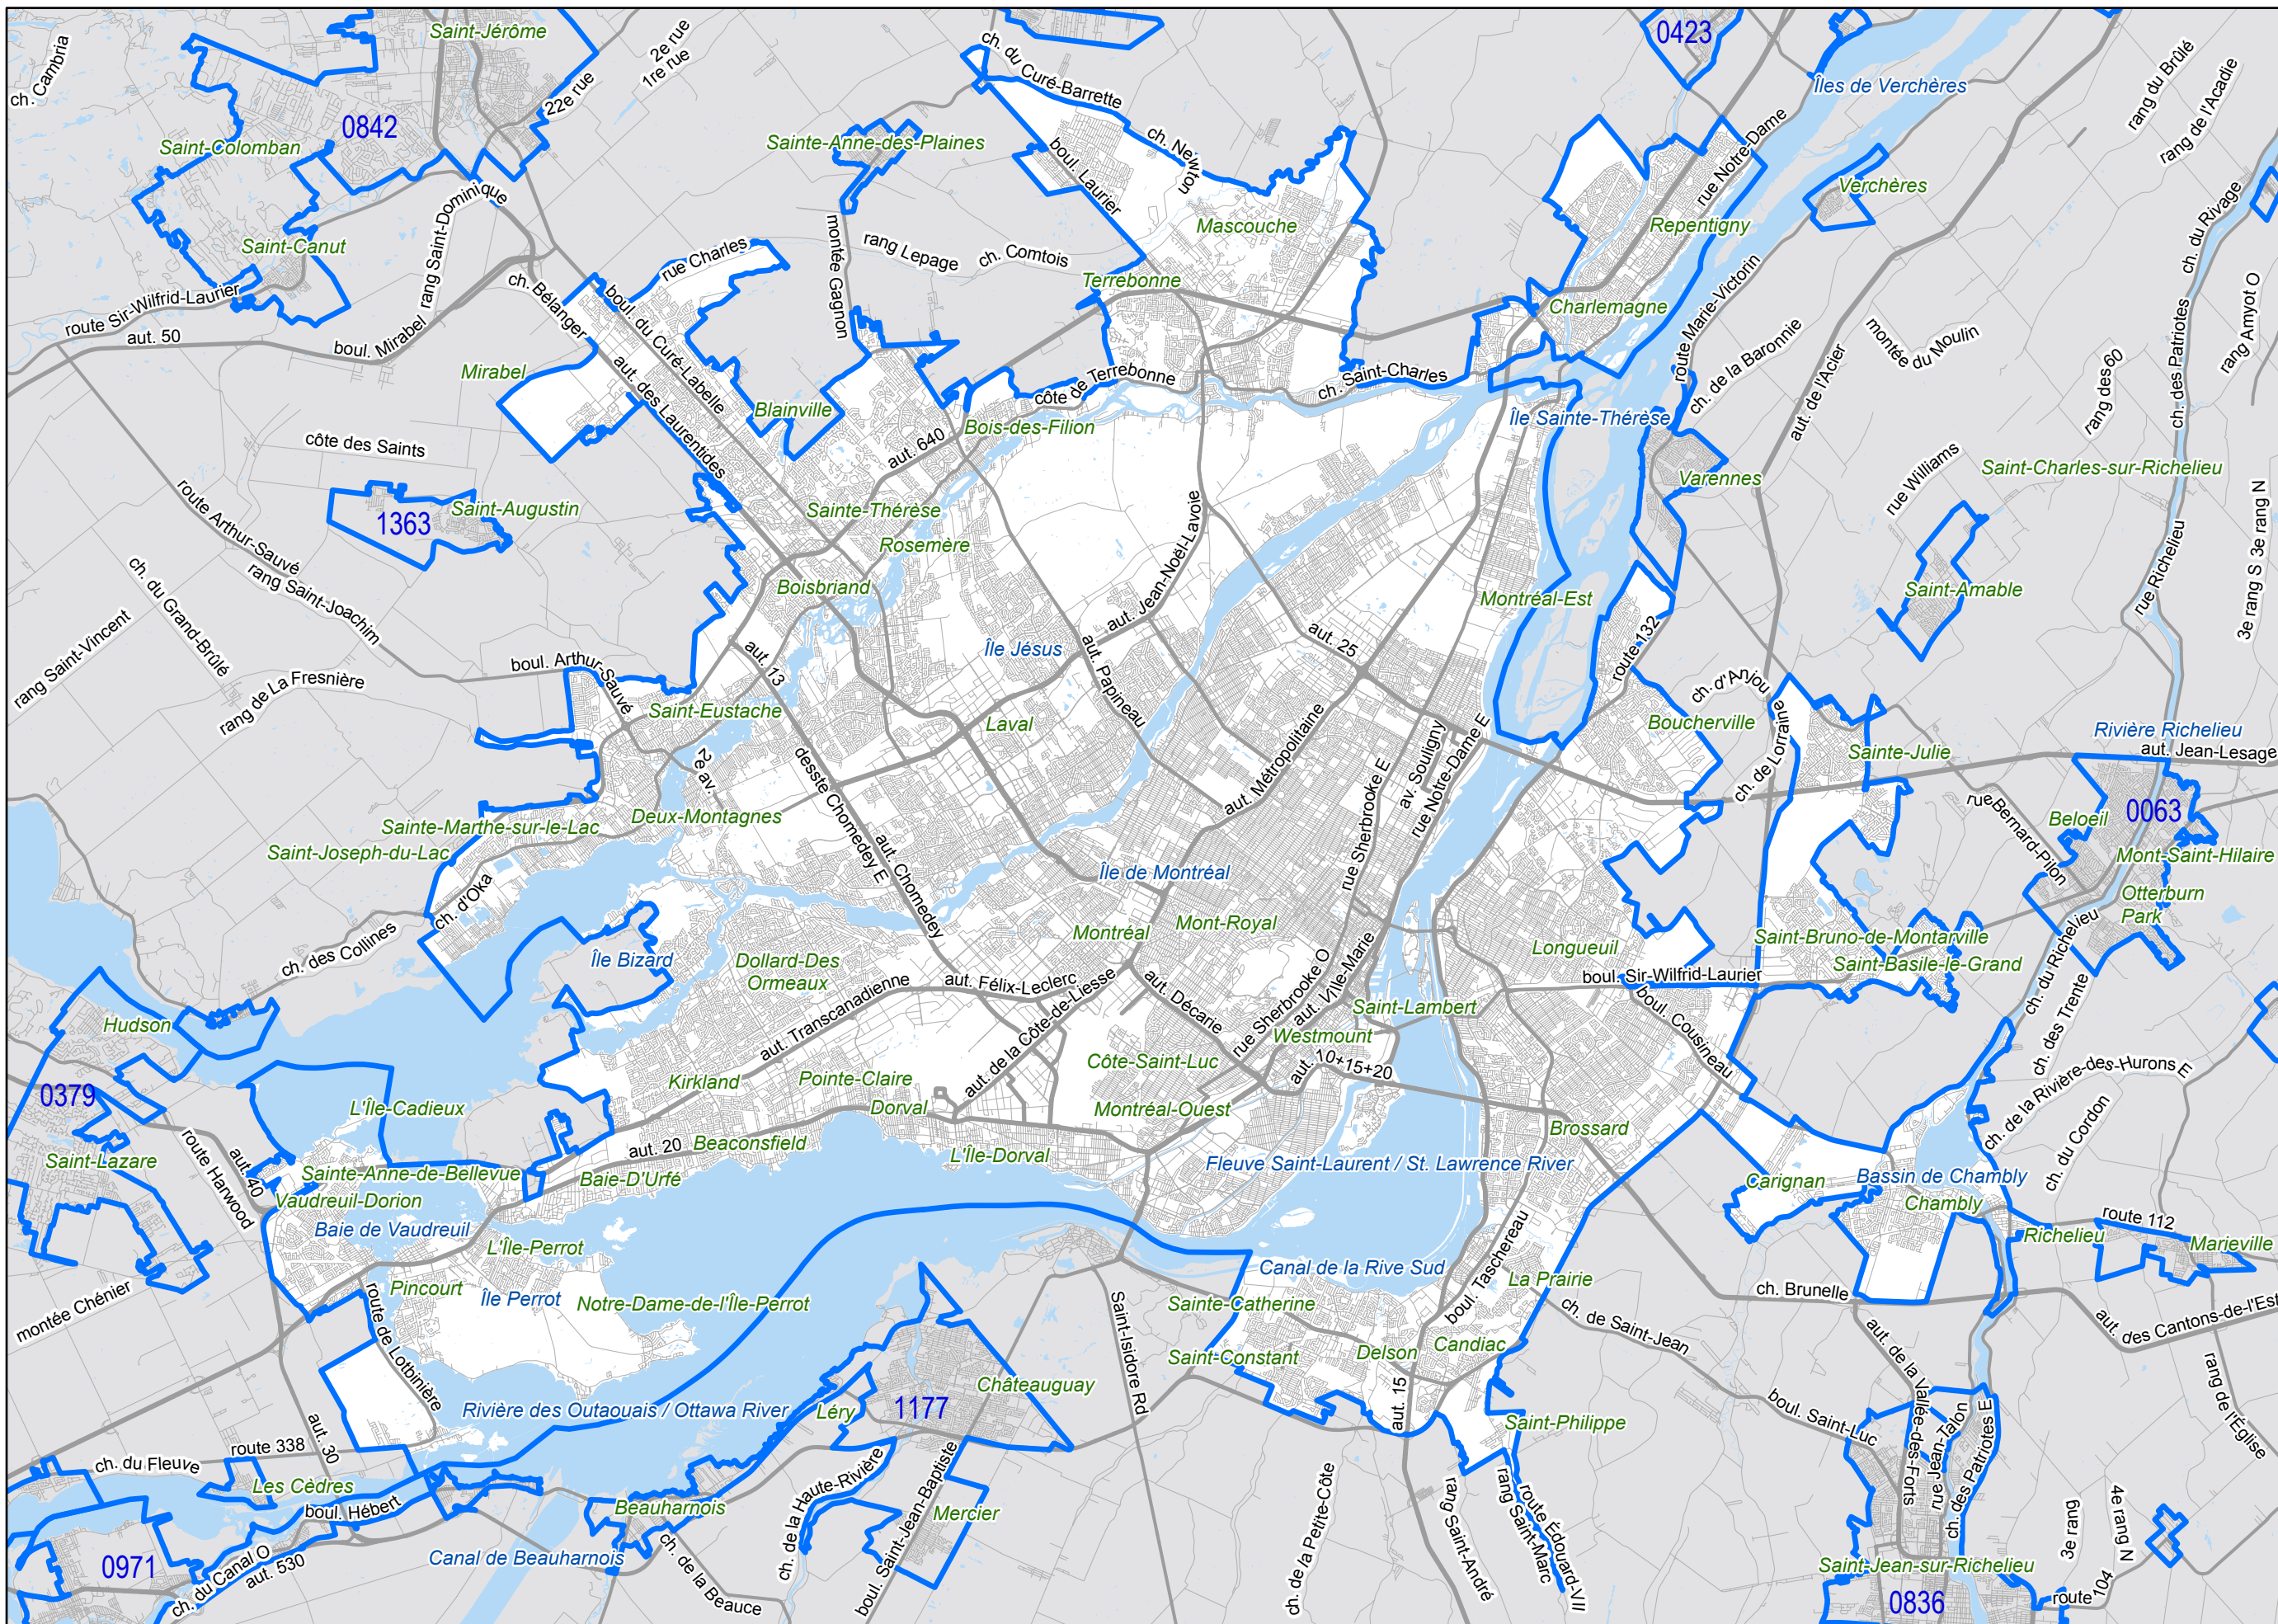 Saint-Jérôme
2e rue
1re rue
ch. du Curé-Barrette
0423
rang du Brûlé
ch. Cambria
22e rue
Îles de Verchères
rang de l'Acadie
0842
Saint-Colomban
Sainte-Anne-des-Plaines
ch. Newton
boul. Laurier
rue Notre-Dame
Verchères
rang Saint-Dominique
Saint-Canut
rue Charles
montée Gagnon
rang Lepage
ch. Comtois
Mascouche
Repentigny
ch. du Rivage
route Sir-Wilfrid-Laurier
aut. 50
boul. Mirabel
ch. Bélanger
boul. du Curé-Labelle
Terrebonne
Charlemagne
route Marie-Victorin
ch. de la Baronnie
montée
du Moulin
rang des 60
ch. des Patriotes
rang Amyot O
Mirabel
aut. des Laurentides
Blainville
côte de Terrebonne
ch. Saint-Charles
aut. de l'Acier
Île Sainte-Thérèse
Bois-des-Filion
côte des Saints
aut. 640
Varennes
rue Williams
Saint-Charles-sur-Richelieu
route Arthur-Sauvé
1363
Saint-Augustin
Sainte-Thérèse
Rosemère
aut. Jean-Noël-Lavoie
rue Richelieu
3e rang S 3e rang N
ch. du Grand-Brûlé
rang Saint-Joachim
Boisbriand
Montréal-Est
Saint-Amable
rang Saint-Vincent
rang de La Fresnière
boul. Arthur-Sauvé
aut. 13
Île Jésus
aut. Papineau
aut. 25
route 132
ch. d'Anjou
Saint-Eustache
Laval
Boucherville
ch. de Lorraine
Sainte-Julie
Rivière Richelieu
aut. Jean-Lesage
2e av.
desste Chomedey E
aut. Métropolitaine
rue Sherbrooke E
av. Souligny
rue Notre-Dame E
rue Bernard-Pilon
Beloeil
0063
Deux-Montagnes
Sainte-Marthe-sur-le-Lac
Saint-Joseph-du-Lac
aut. Chomedey
Île de Montréal
Mont-Saint-Hilaire
Otterburn
Park
ch. d'Oka
ch. des Collines
Île Bizard
Dollard-Des
Ormeaux
Montréal
Mont-Royal
Longueuil
Saint-Bruno-de-Montarville
Saint-Basile-le-Grand
ch. du Richelieu
aut. Transcanadienne
aut. Félix-Leclerc
aut. de la Côte-de-Liesse
aut. Décarie
rue Sherbrooke O
aut. Ville-Marie
boul. Sir-Wilfrid-Laurier
boul. Cousineau
ch. des Trente
Hudson
Saint-Lambert
Westmount
aut. 10+15+20
0379
Kirkland
Pointe-Claire
Côte-Saint-Luc
ch. de la Rivière-des-Hurons E
L'Île-Cadieux
Dorval
Montréal-Ouest
Brossard
ch. du Cordon
Saint-Lazare
route Harwood
aut. 40
Beaconsfield
aut. 20
L'Île-Dorval
Fleuve Saint-Laurent / St. Lawrence River
Sainte-Anne-de-Bellevue
Baie-D'Urfé
Carignan
Bassin de Chambly
Chambly
Vaudreuil-Dorion
Baie de Vaudreuil
route 112
Richelieu
Marieville
L'Île-Perrot
Canal de la Rive Sud
boul. Taschereau
La Prairie
Pincourt
Île Perrot
Notre-Dame-de-l'Île-Perrot
Sainte-Catherine
ch. Brunelle
montée Chénier
route de Lotbinière
Saint-Isidore Rd
ch. de Saint-Jean
aut. des Cantons-de-l'Est
Saint-Constant
Delson
Candiac
aut. de la Vallée-des-Forts
rang de l'Église
Châteauguay
Rivière des Outaouais / Ottawa River
Léry
1177
aut. 15
Saint-Philippe
boul. Saint-Luc
rue Jean-Talon
ch. des Patriotes E
route 338
aut. 30
ch. du Fleuve
Les Cèdres
boul. Hébert
Beauharnois
ch. de la Haute-Rivière
boul. Saint-Jean-Baptiste
Mercier
ch. de la Petite-Côte
rang Saint-André
rang Saint-Marc
route Édouard-VII
3e rang
4e rang N
0971
ch. du Canal O
aut. 530
Canal de Beauharnois
ch. de la Beauce
Saint-Jean-sur-Richelieu
0836
route 104